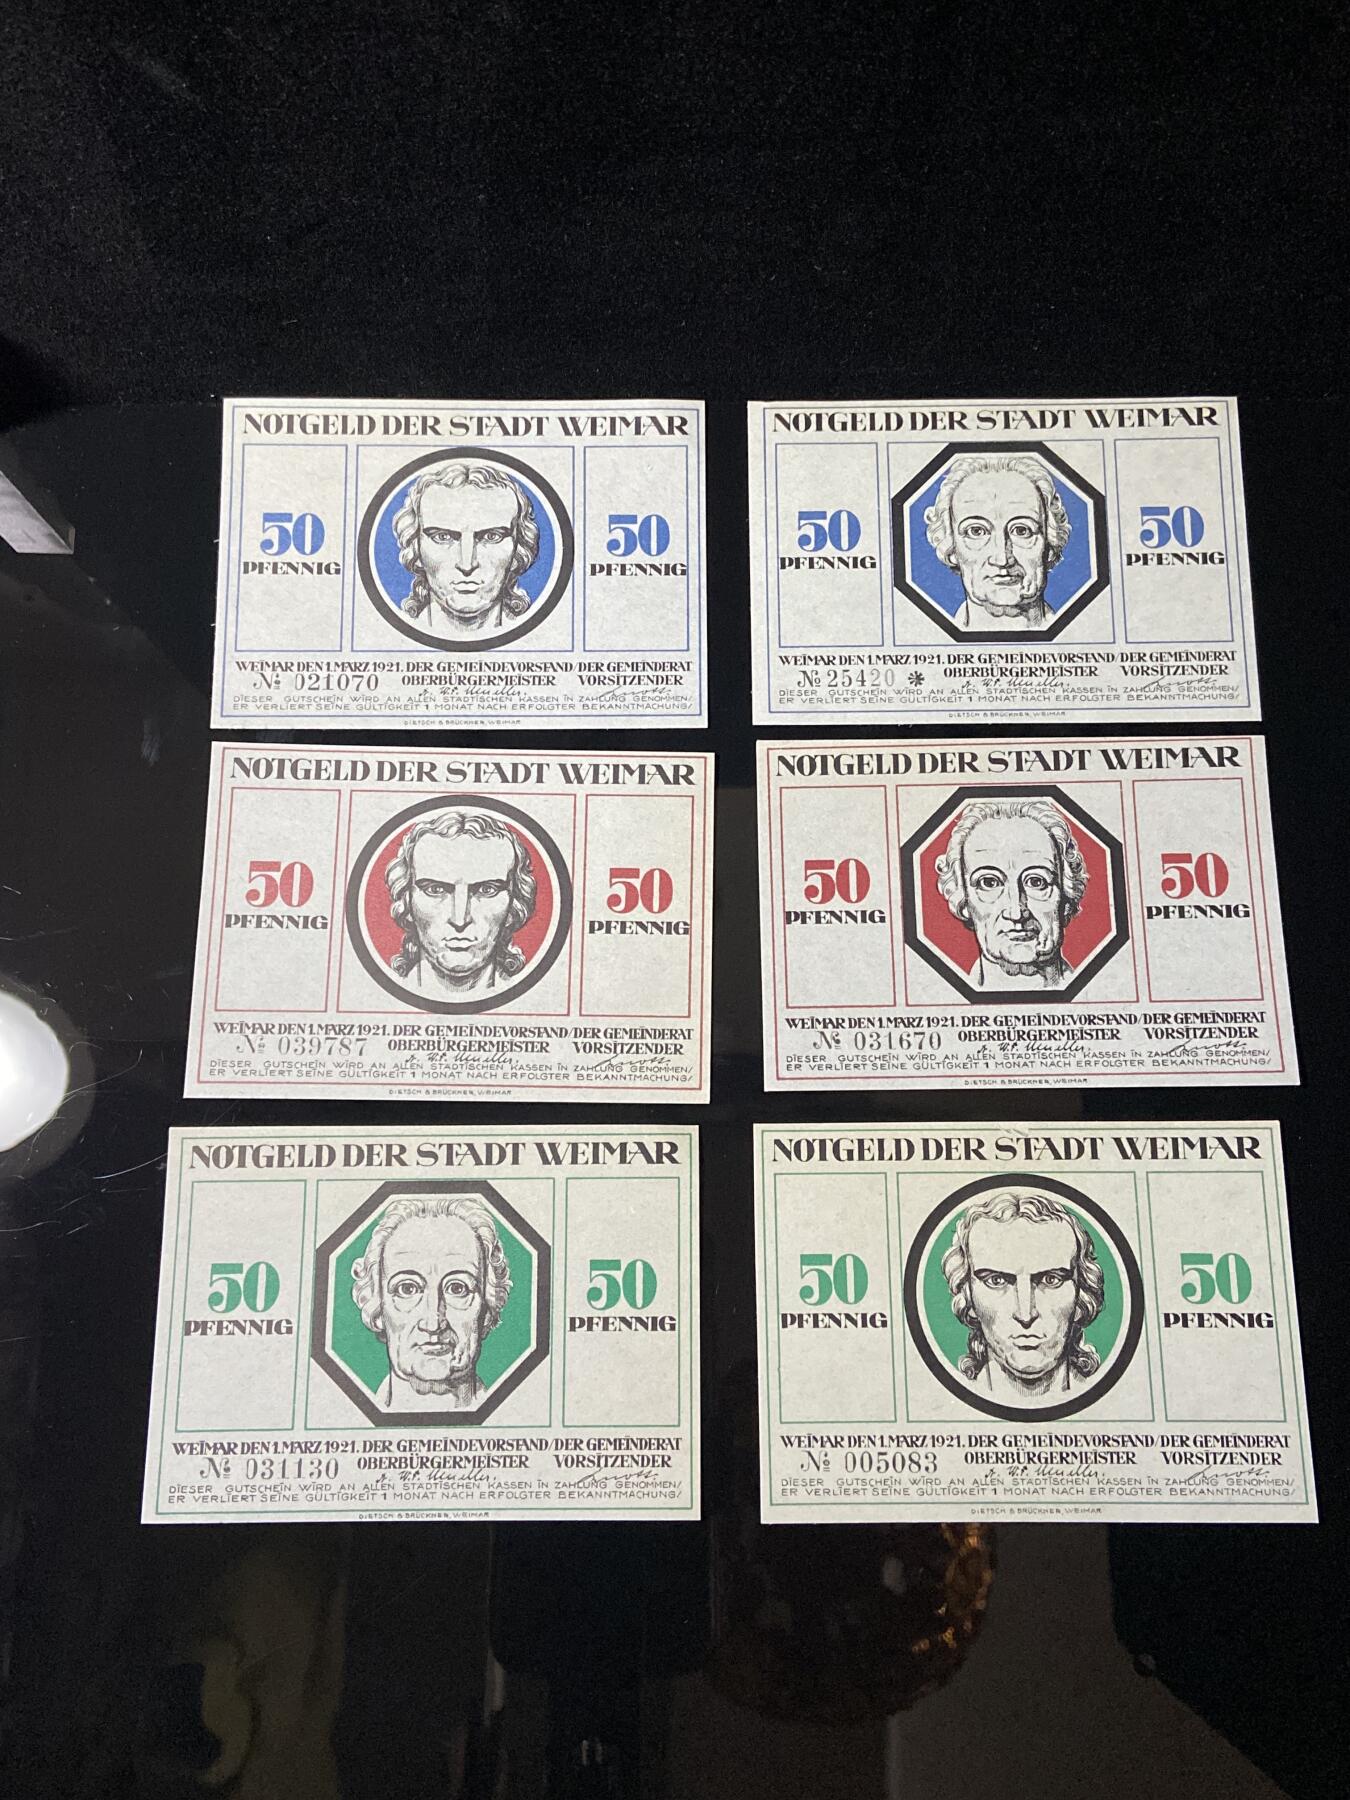 NOTGELD DER STADT WEIMAR
50 PFENNIG
50 PFENNIG
WEIMAR DEN 1. MÄRZ 1921. DER GEMEINDEVORSTAND/DER GEMEINDERAT
№ 021070 OBERBÜRGERMEISTER VORSITZENDER
DIESER GUTSCHEIN WIRD AN ALLEN STÄDTISCHEN KASSEN IN ZAHLUNG GENOMMEN/
ER VERLIERT SEINE GÜLTIGKEIT 1 MONAT NACH ERFOLGTER BEKANNTMACHUNG/
DIETSCH & BRÜCKNER, WEIMAR
NOTGELD DER STADT WEIMAR
50 PFENNIG
50 PFENNIG
WEIMAR DEN 1. MÄRZ 1921. DER GEMEINDEVORSTAND/DER GEMEINDERAT
№ 25420 * OBERBÜRGERMEISTER VORSITZENDER
DIESER GUTSCHEIN WIRD AN ALLEN STÄDTISCHEN KASSEN IN ZAHLUNG GENOMMEN/
ER VERLIERT SEINE GÜLTIGKEIT 1 MONAT NACH ERFOLGTER BEKANNTMACHUNG/
DIETSCH & BRÜCKNER, WEIMAR
NOTGELD DER STADT WEIMAR
50 PFENNIG
50 PFENNIG
WEIMAR DEN 1. MÄRZ 1921. DER GEMEINDEVORSTAND/DER GEMEINDERAT
№ 039787 OBERBÜRGERMEISTER VORSITZENDER
DIESER GUTSCHEIN WIRD AN ALLEN STÄDTISCHEN KASSEN IN ZAHLUNG GENOMMEN/
ER VERLIERT SEINE GÜLTIGKEIT 1 MONAT NACH ERFOLGTER BEKANNTMACHUNG/
DIETSCH & BRÜCKNER, WEIMAR
NOTGELD DER STADT WEIMAR
50 PFENNIG
50 PFENNIG
WEIMAR DEN 1. MÄRZ 1921. DER GEMEINDEVORSTAND/DER GEMEINDERAT
№ 031670 OBERBÜRGERMEISTER VORSITZENDER
DIESER GUTSCHEIN WIRD AN ALLEN STÄDTISCHEN KASSEN IN ZAHLUNG GENOMMEN/
ER VERLIERT SEINE GÜLTIGKEIT 1 MONAT NACH ERFOLGTER BEKANNTMACHUNG/
DIETSCH & BRÜCKNER, WEIMAR
NOTGELD DER STADT WEIMAR
50 PFENNIG
50 PFENNIG
WEIMAR DEN 1. MÄRZ 1921. DER GEMEINDEVORSTAND/DER GEMEINDERAT
№ 031130 OBERBÜRGERMEISTER VORSITZENDER
DIESER GUTSCHEIN WIRD AN ALLEN STÄDTISCHEN KASSEN IN ZAHLUNG GENOMMEN/
ER VERLIERT SEINE GÜLTIGKEIT 1 MONAT NACH ERFOLGTER BEKANNTMACHUNG/
DIETSCH & BRÜCKNER, WEIMAR
NOTGELD DER STADT WEIMAR
50 PFENNIG
50 PFENNIG
WEIMAR DEN 1. MÄRZ 1921. DER GEMEINDEVORSTAND/DER GEMEINDERAT
№ 005083 OBERBÜRGERMEISTER VORSITZENDER
DIESER GUTSCHEIN WIRD AN ALLEN STÄDTISCHEN KASSEN IN ZAHLUNG GENOMMEN/
ER VERLIERT SEINE GÜLTIGKEIT 1 MONAT NACH ERFOLGTER BEKANNTMACHUNG/
DIETSCH & BRÜCKNER, WEIMAR